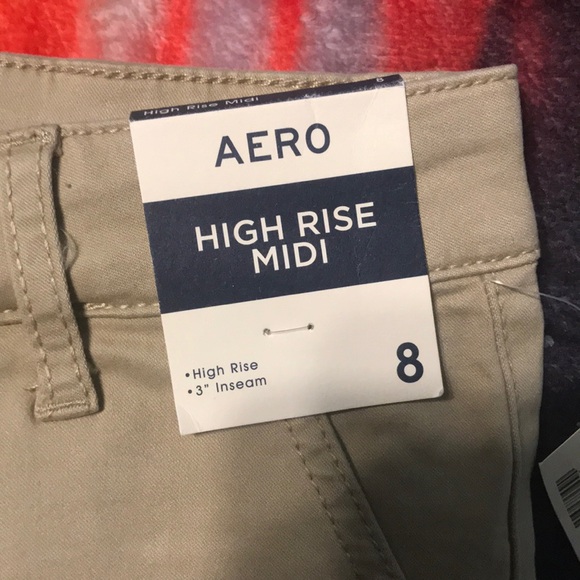 High Rise Midi 8
AERO
HIGH RISE
MIDI
•High Rise
•3" Inseam
8